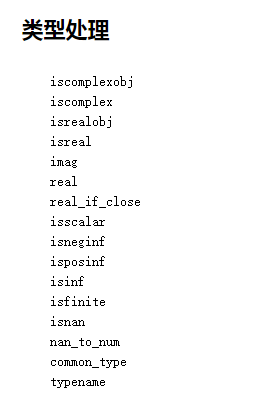 类型处理
iscomplexobj
iscomplex
isrealobj
isreal
imag
real
real_if_close
isscalar
isneginf
isposinf
isinf
isfinite
isnan
nan_to_num
common_type
typename